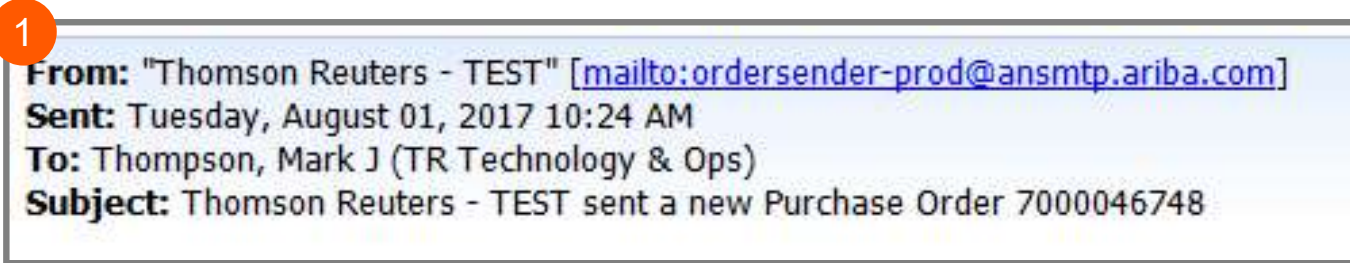 1
From: "Thomson Reuters - TEST" [mailto:ordersender-prod@ansmtp.ariba.com]
Sent: Tuesday, August 01, 2017 10:24 AM
To: Thompson, Mark J (TR Technology & Ops)
Subject: Thomson Reuters - TEST sent a new Purchase Order 7000046748